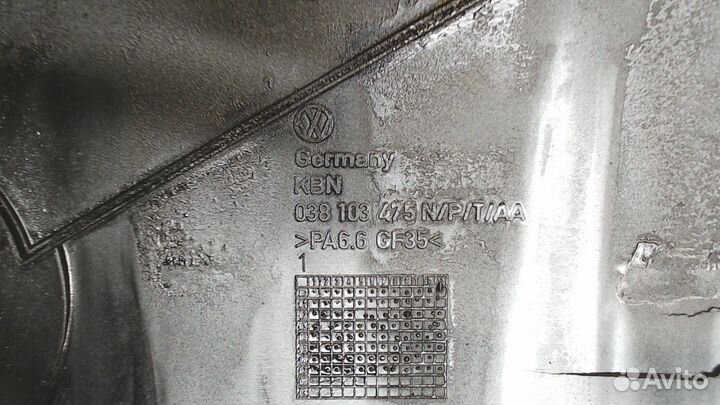 Germany
KBN
038 103 475 N/P/T/AA
>PA6.6 GF35<
1
Avito